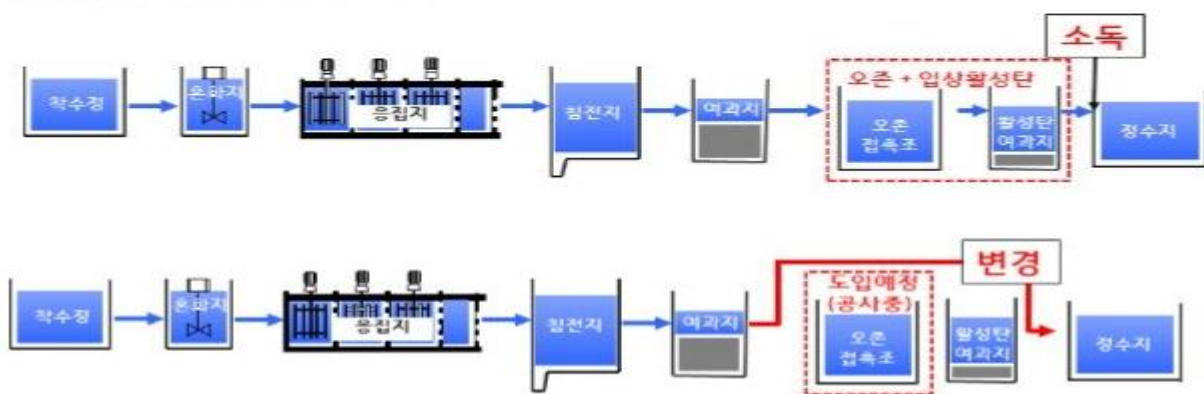 소독
오존 + 입상활성탄
착수정
혼화지
응집지
침전지
여과지
오존
접촉조
활성탄
여과지
정수지
변경
도입예정
(공사중)
착수정
혼화지
응집지
침전지
여과지
오존
접촉조
활성탄
여과지
정수지